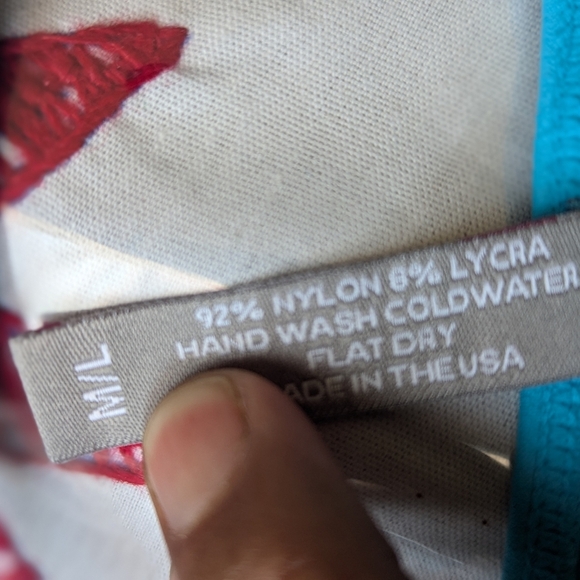 92% NYLON 8% LYCRA
HAND WASH COLDWATER
FLAT DRY
ADE IN THE USA
M/L